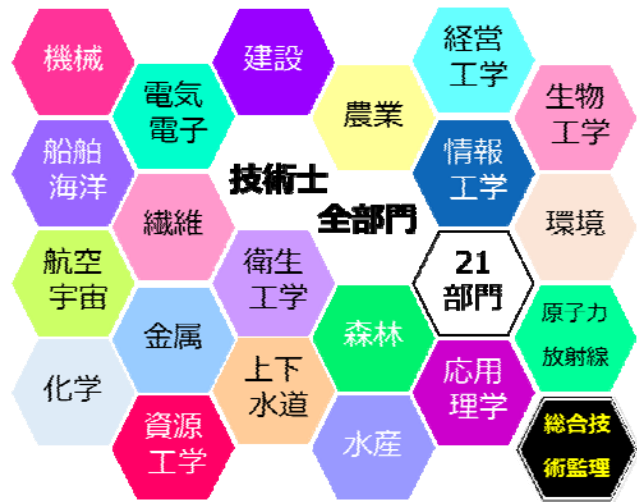 機械
電気
電子
建設
農業
経営
工学
生物
工学
船舶
海洋
繊維
技術士
全部門
情報
工学
環境
航空
宇宙
金属
衛生
工学
森林
21
部門
原子力
放射線
化学
資源
工学
上下
水道
水産
応用
理学
総合技
術監理